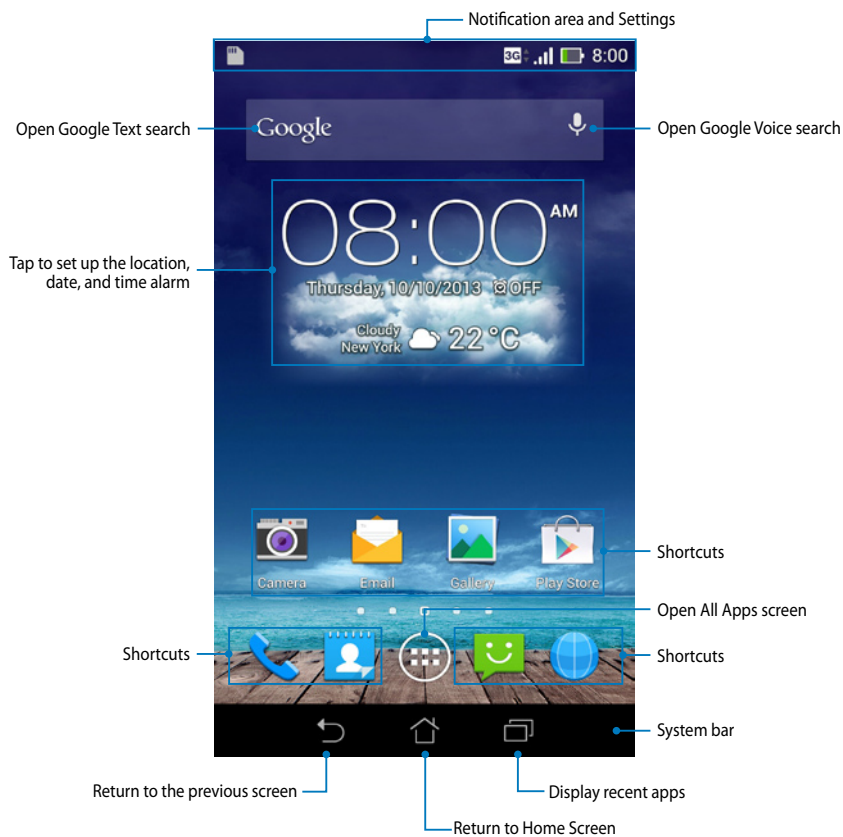 Notification area and Settings
3G 8:00
Open Google Text search
Google
Open Google Voice search
08:00 AM
Tap to set up the location,
date, and time alarm
Thursday, 10/10/2013 OFF
Cloudy
New York
22 °C
Camera Email Gallery Play Store
Shortcuts
Open All Apps screen
Shortcuts
Shortcuts
System bar
Return to the previous screen
Display recent apps
Return to Home Screen